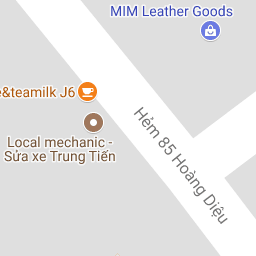 MIM Leather Goods
&teamilk J6
Local mechanic -
Sửa xe Trung Tiến
Hẻm 85 Hoàng Diệu